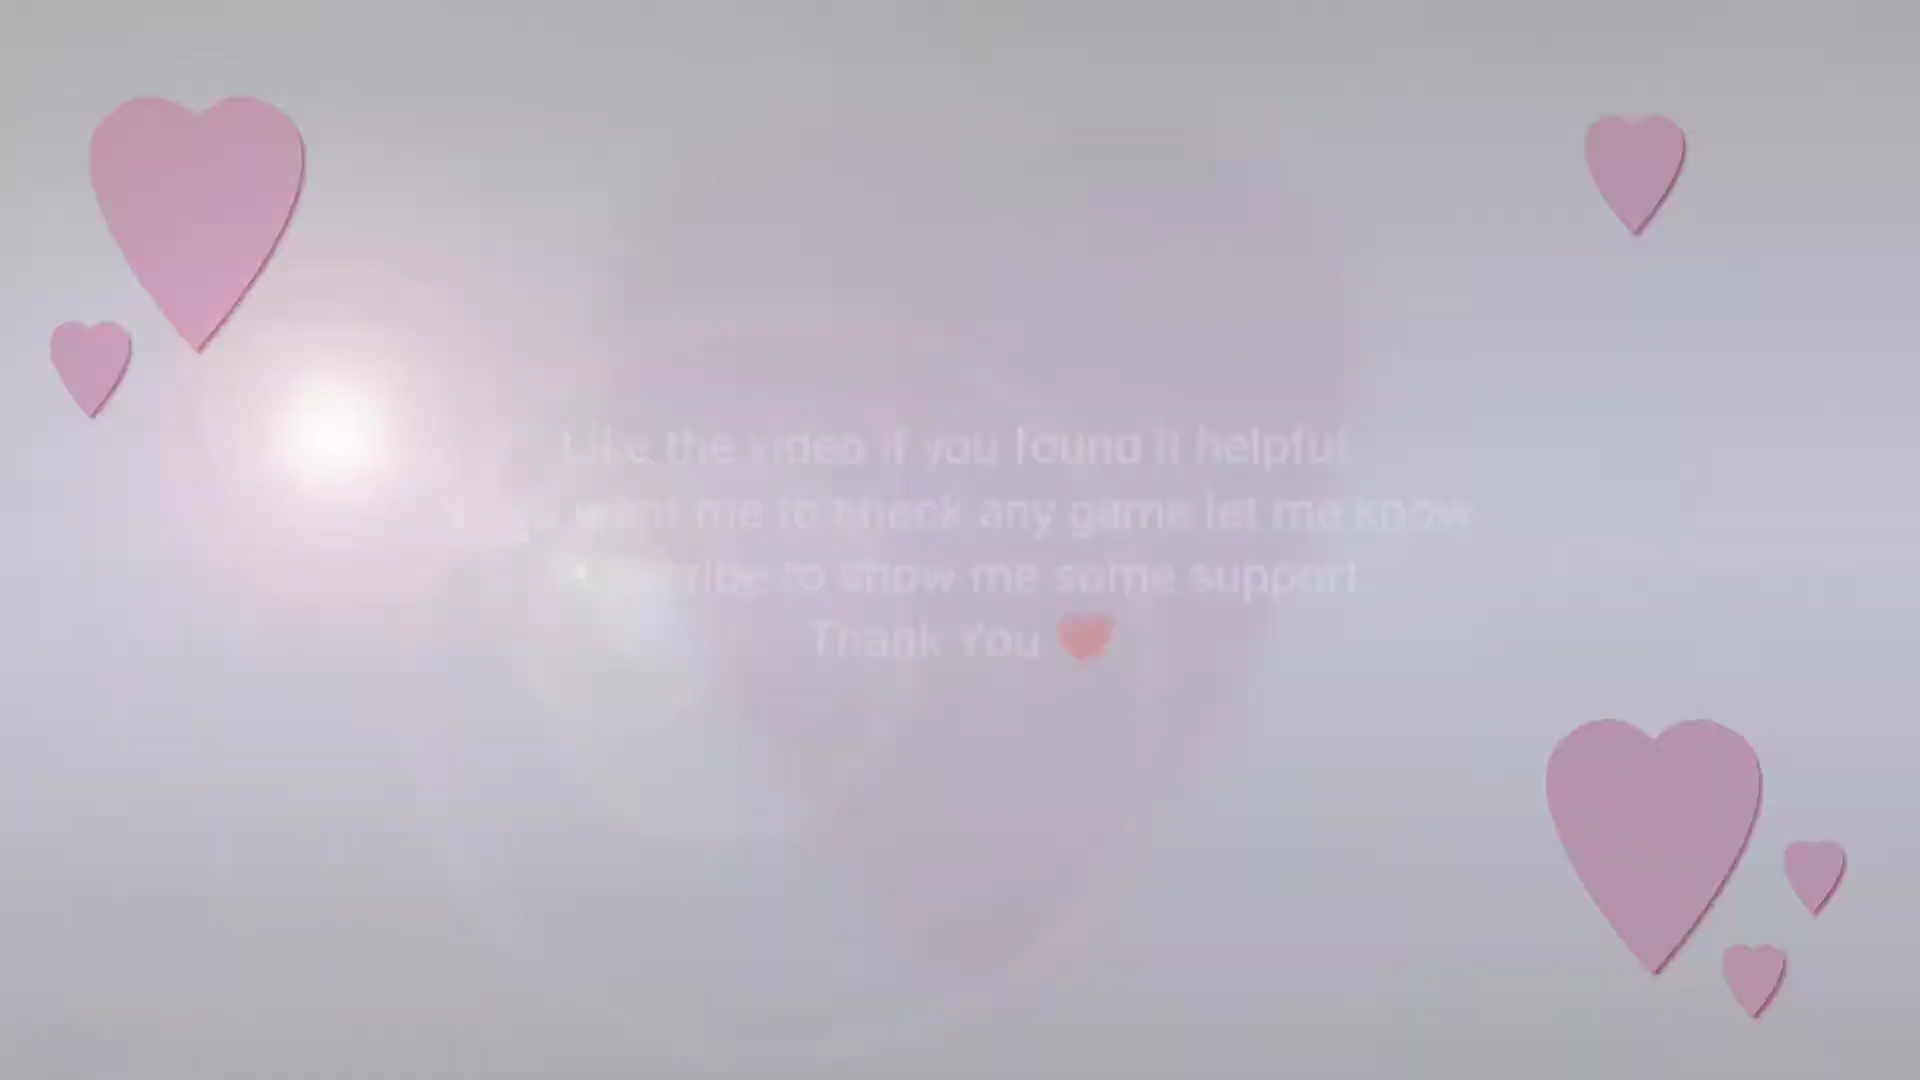 Like the video if you found it helpful.
want me to check any game let me know
to show me some support.
Thank You ❤️